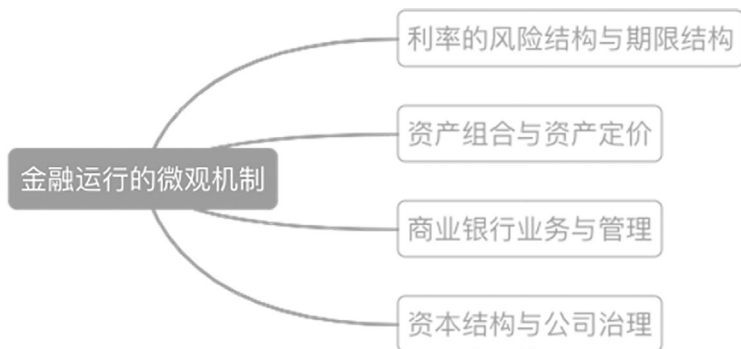 利率的风险结构与期限结构
资产组合与资产定价
金融运行的微观机制
商业银行业务与管理
资本结构与公司治理